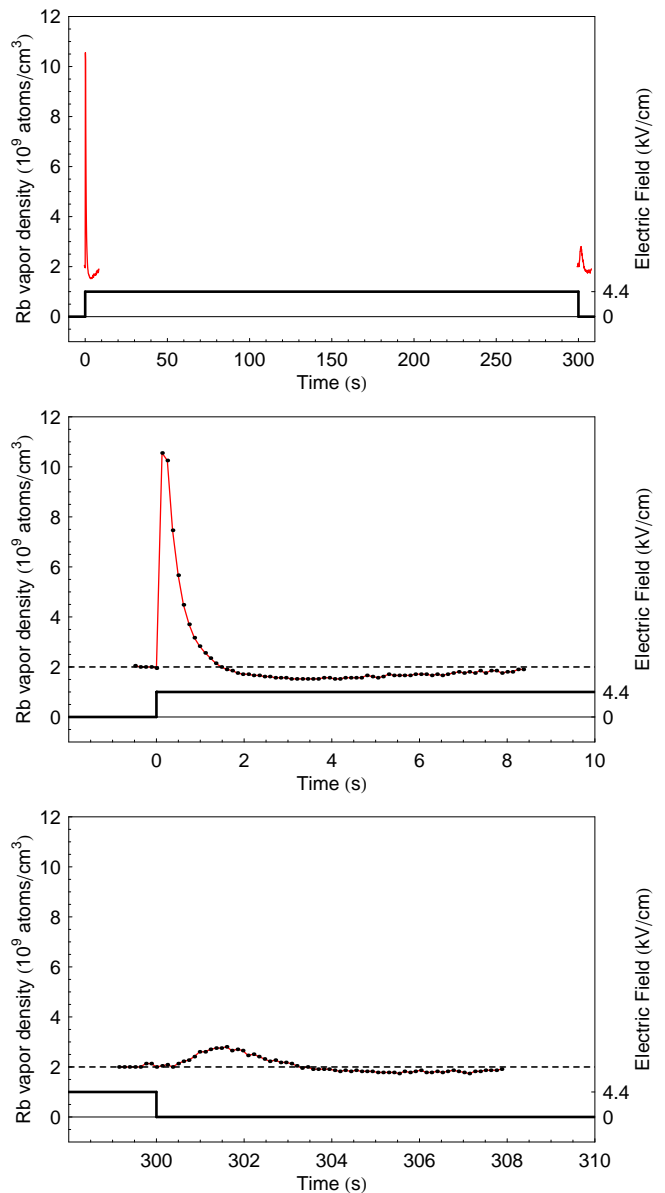 12
10
8
6
4
2
0
4.4
0
0 50 100 150 200 250 300
Time (s)
Rb vapor density (10⁹ atoms/cm³)
Electric Field (kV/cm)
12
10
8
6
4
2
0
4.4
0
0 2 4 6 8 10
Time (s)
Rb vapor density (10⁹ atoms/cm³)
Electric Field (kV/cm)
12
10
8
6
4
2
0
4.4
0
300 302 304 306 308 310
Time (s)
Rb vapor density (10⁹ atoms/cm³)
Electric Field (kV/cm)